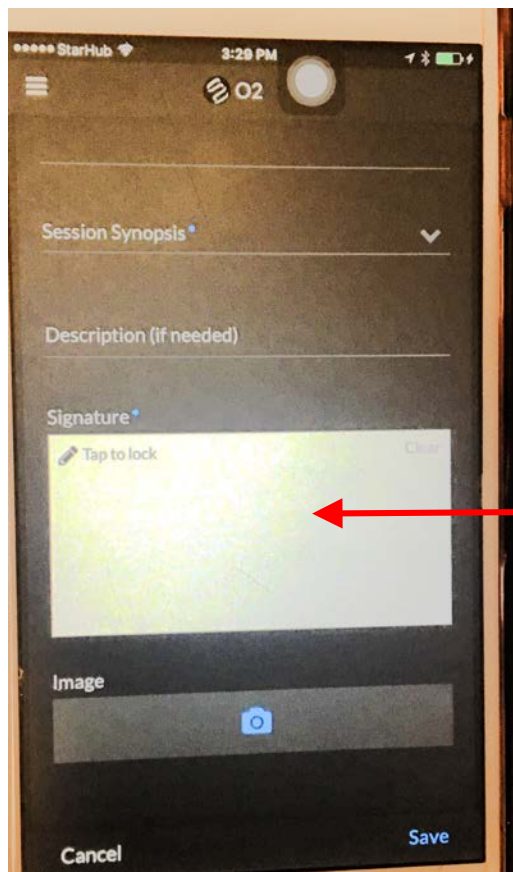 StarHub 3:29 PM
O2
Session Synopsis*
Description (if needed)
Signature*
Tap to lock Clear
Image
Cancel Save